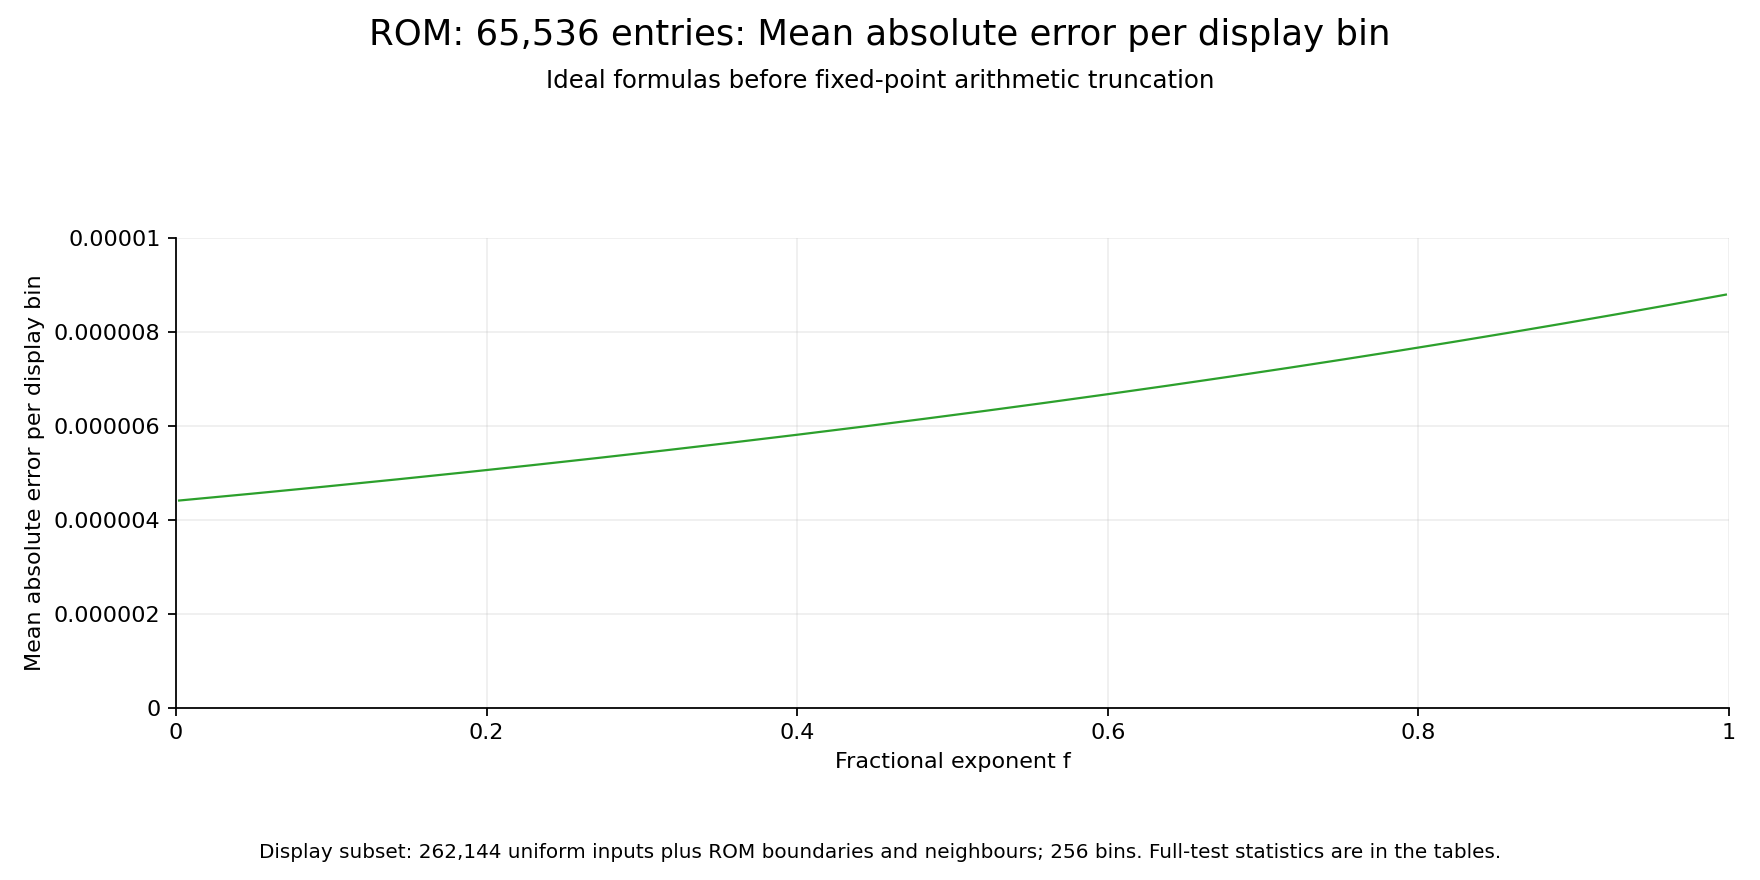 ROM: 65,536 entries: Mean absolute error per display bin
Ideal formulas before fixed-point arithmetic truncation
Mean absolute error per display bin
0.00001
0.000008
0.000006
0.000004
0.000002
0
0 0.2 0.4 0.6 0.8 1
Fractional exponent f
Display subset: 262,144 uniform inputs plus ROM boundaries and neighbours; 256 bins. Full-test statistics are in the tables.